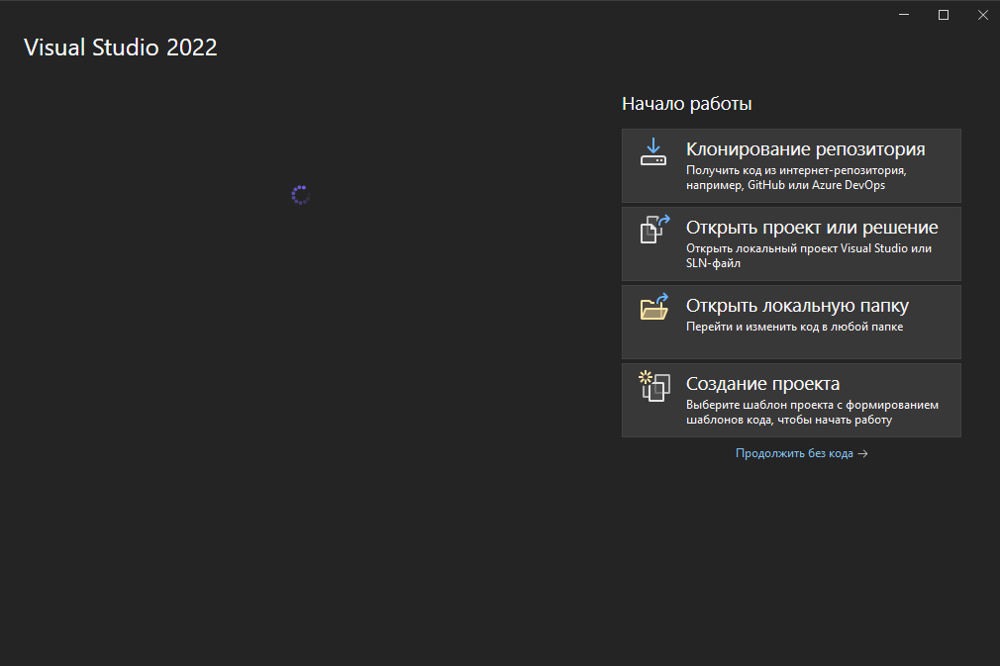 Visual Studio 2022
Начало работы
Клонирование репозитория
Получить код из интернет-репозитория,
например, GitHub или Azure DevOps
Открыть проект или решение
Открыть локальный проект Visual Studio или
SLN-файл
Открыть локальную папку
Перейти и изменить код в любой папке
Создание проекта
Выберите шаблон проекта с формированием
шаблонов кода, чтобы начать работу
Продолжить без кода →